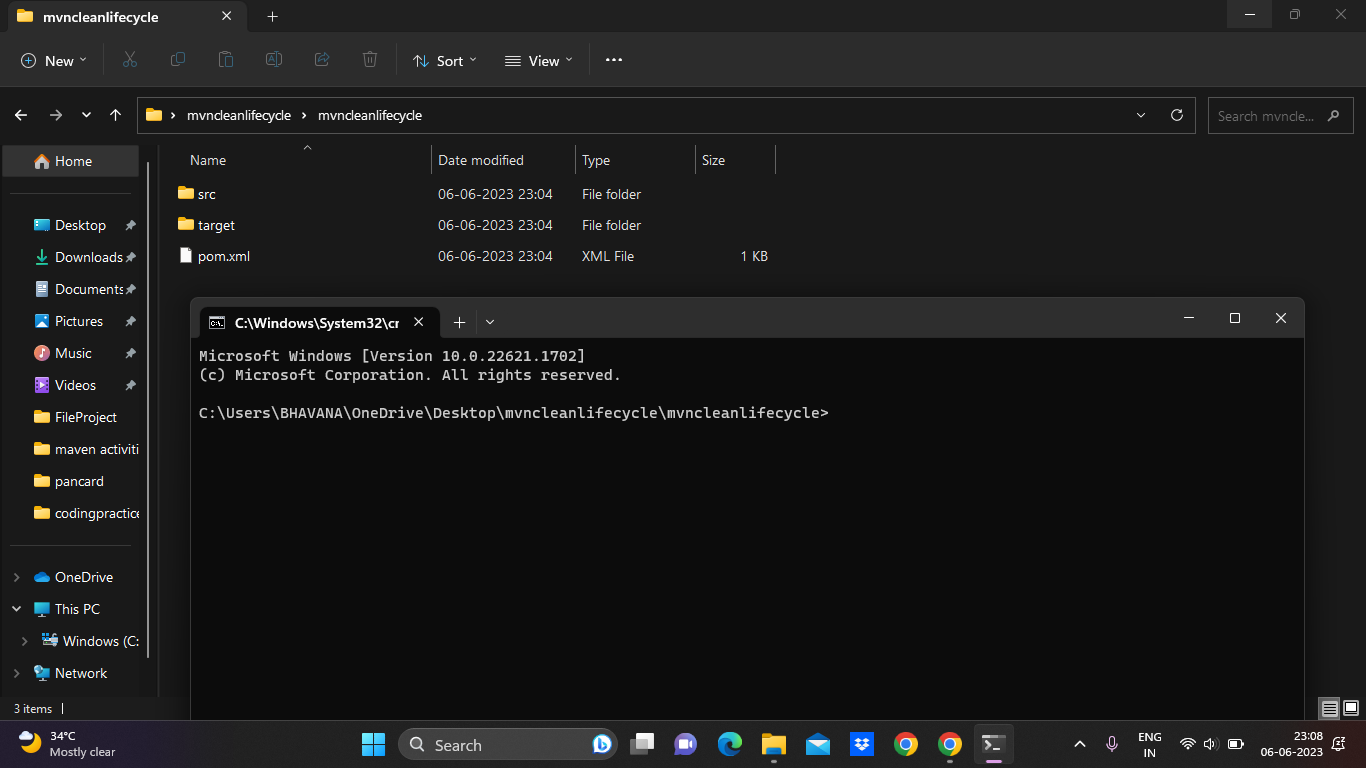 mvncleanlifecycle
New
Sort
View
mvncleanlifecycle
mvncleanlifecycle
Search mvncle...
Home
Desktop
Downloads
Documents
Pictures
Music
Videos
FileProject
maven activiti
pancard
codingpractice
OneDrive
This PC
Windows (C:
Network
Name Date modified Type Size
src 06-06-2023 23:04 File folder
target 06-06-2023 23:04 File folder
pom.xml 06-06-2023 23:04 XML File 1 KB
C:\Windows\System32\cr
Microsoft Windows [Version 10.0.22621.1702]
(c) Microsoft Corporation. All rights reserved.
C:\Users\BHAVANA\OneDrive\Desktop\mvncleanlifecycle\mvncleanlifecycle>
3 items
34°C
Mostly clear
Search
ENG
IN
23:08
06-06-2023